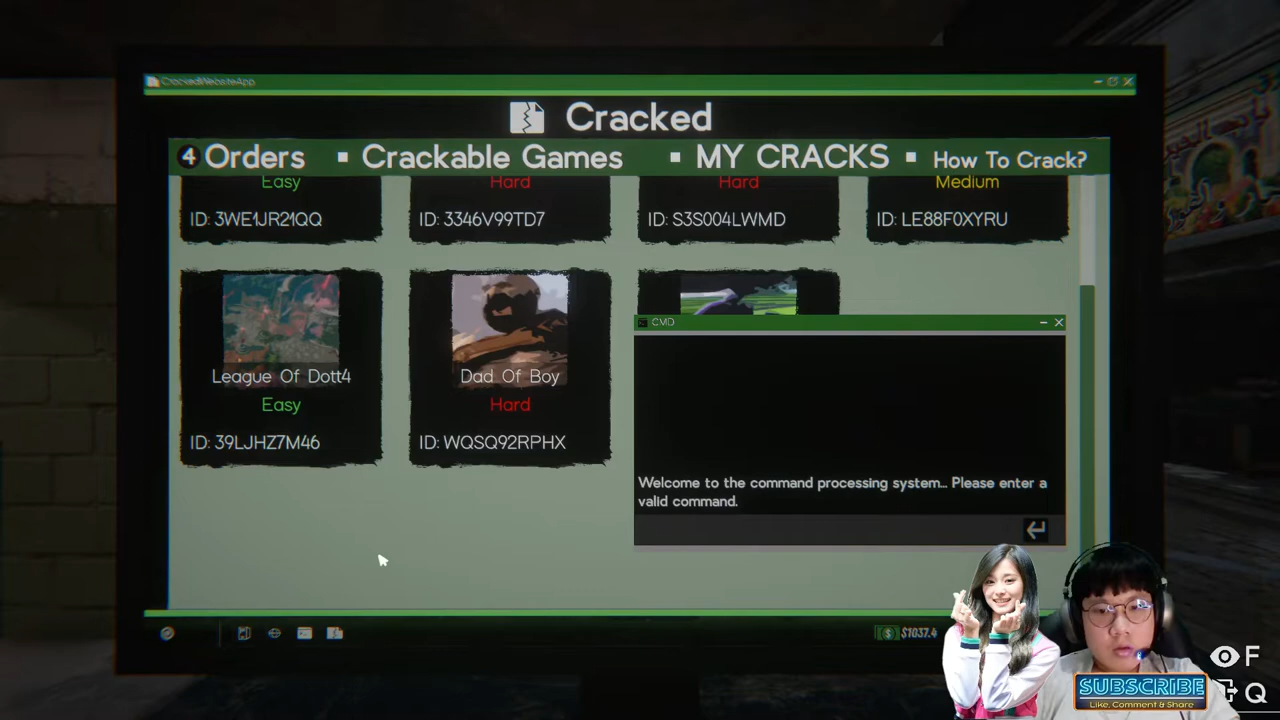 CrackedWebsiteApp
Cracked
4 Orders ▪ Crackable Games ▪ MY CRACKS ▪ How To Crack?
Easy Hard Hard Medium
ID: 3WE1JR21QQ ID: 3346V99TD7 ID: S3S004LWMD ID: LE88F0XYRU
League Of Dott4 Dad Of Boy
Easy Hard
ID: 39LJHZ7M46 ID: WQSQ92RPHX
CMD
Welcome to the command processing system... Please enter a
valid command.
$1037.4
F
Q
SUBSCRIBE
Like, Comment & Share